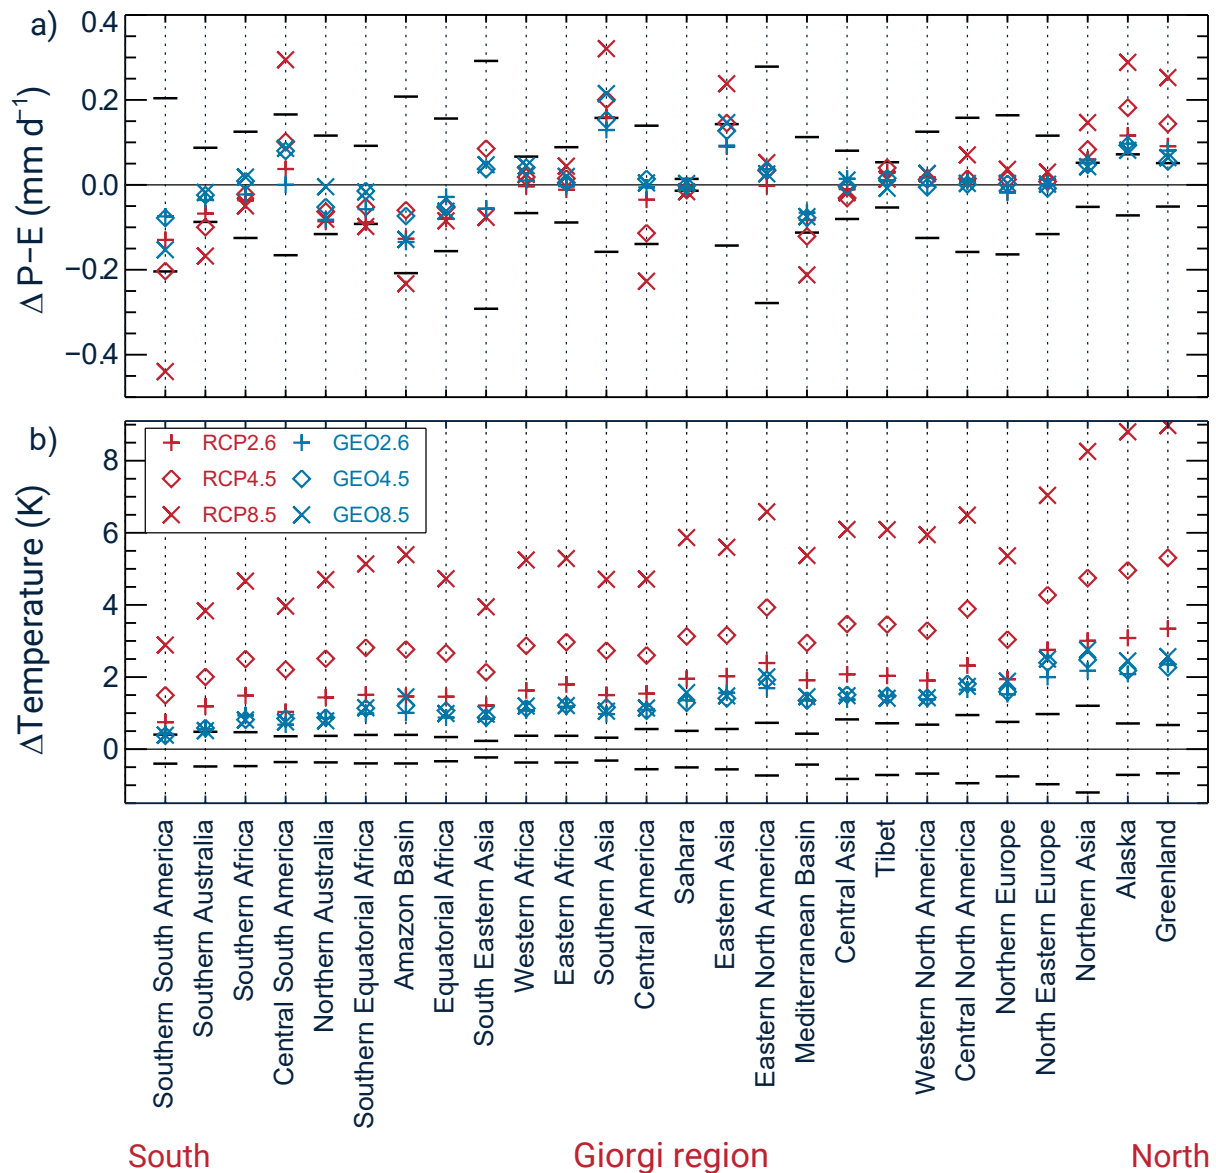 a)
0.4
0.2
0.0
−0.2
−0.4
Δ P−E (mm d⁻¹)
b)
RCP2.6 GEO2.6
RCP4.5 GEO4.5
RCP8.5 GEO8.5
8
6
4
2
0
ΔTemperature (K)
Southern South America
Southern Australia
Southern Africa
Central South America
Northern Australia
Southern Equatorial Africa
Amazon Basin
Equatorial Africa
South Eastern Asia
Western Africa
Eastern Africa
Southern Asia
Central America
Sahara
Eastern Asia
Eastern North America
Mediterranean Basin
Central Asia
Tibet
Western North America
Central North America
Northern Europe
North Eastern Europe
Northern Asia
Alaska
Greenland
South Giorgi region North